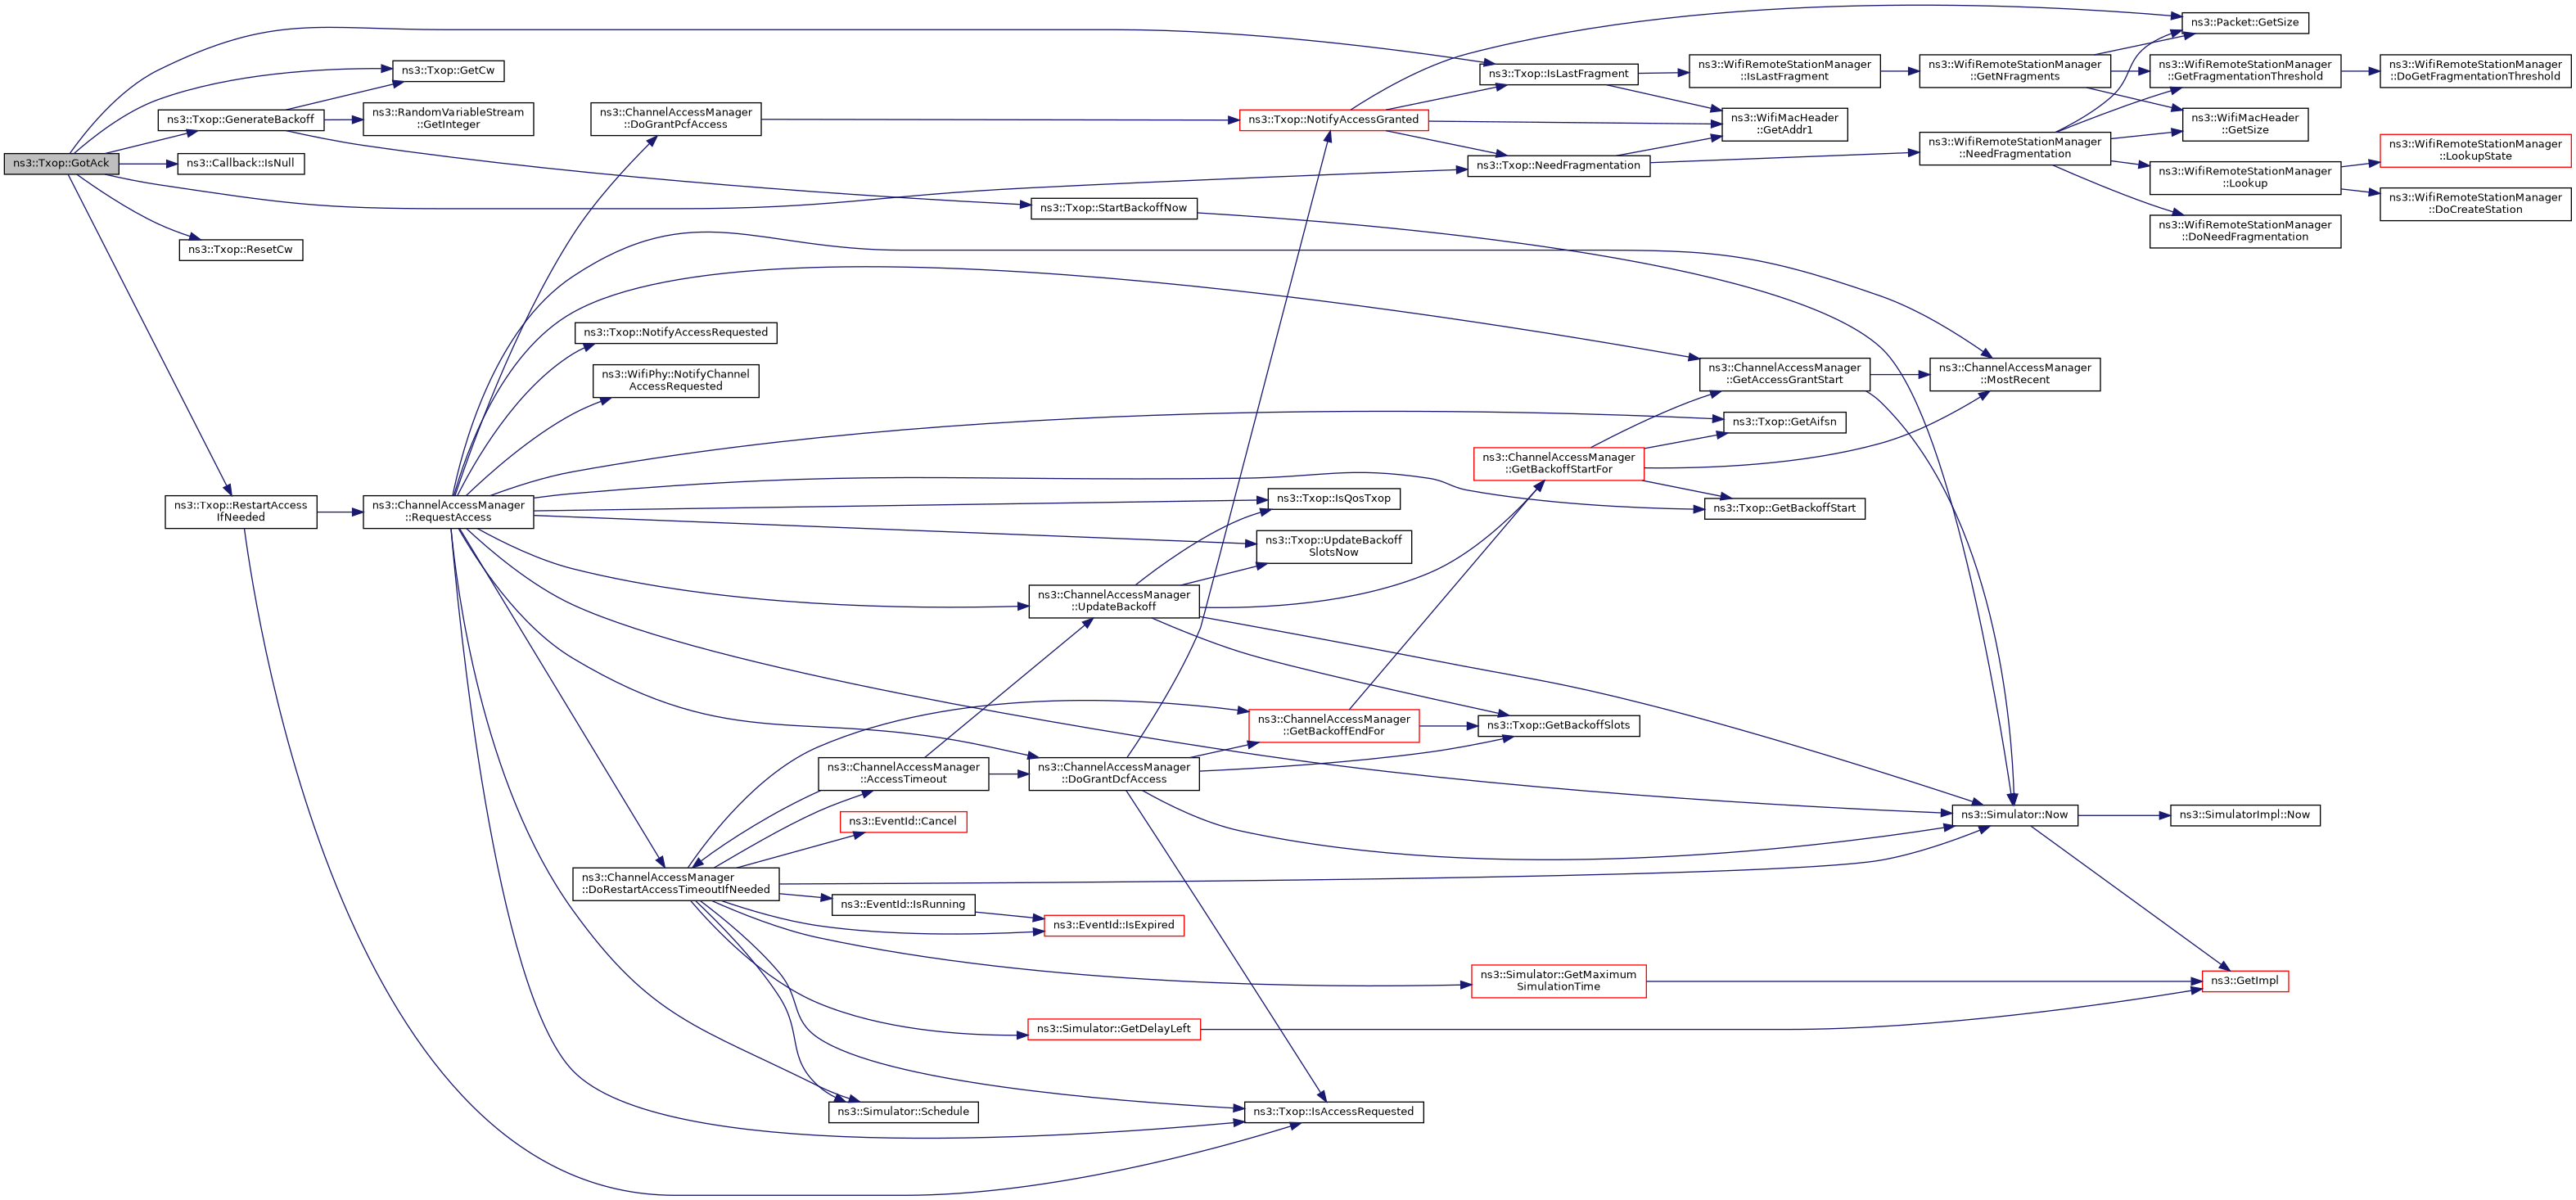 ns3::Txop::GotAck
ns3::Txop::GetCw
ns3::Txop::GenerateBackoff
ns3::RandomVariableStream
::GetInteger
ns3::Callback::IsNull
ns3::Txop::ResetCw
ns3::Txop::RestartAccess
IfNeeded
ns3::ChannelAccessManager
::RequestAccess
ns3::ChannelAccessManager
::DoGrantPcfAccess
ns3::Txop::NotifyAccessRequested
ns3::WifiPhy::NotifyChannel
AccessRequested
ns3::ChannelAccessManager
::AccessTimeout
ns3::EventId::Cancel
ns3::ChannelAccessManager
::DoRestartAccessTimeoutIfNeeded
ns3::EventId::IsRunning
ns3::EventId::IsExpired
ns3::Simulator::GetDelayLeft
ns3::Simulator::Schedule
ns3::Txop::StartBackoffNow
ns3::ChannelAccessManager
::UpdateBackoff
ns3::ChannelAccessManager
::DoGrantDcfAccess
ns3::Txop::NotifyAccessGranted
ns3::Txop::IsQosTxop
ns3::Txop::UpdateBackoff
SlotsNow
ns3::ChannelAccessManager
::GetBackoffEndFor
ns3::Txop::IsAccessRequested
ns3::Txop::IsLastFragment
ns3::Txop::NeedFragmentation
ns3::ChannelAccessManager
::GetBackoffStartFor
ns3::Txop::GetBackoffSlots
ns3::Simulator::GetMaximum
SimulationTime
ns3::WifiRemoteStationManager
::IsLastFragment
ns3::WifiMacHeader
::GetAddr1
ns3::ChannelAccessManager
::GetAccessGrantStart
ns3::Txop::GetAifsn
ns3::Txop::GetBackoffStart
ns3::WifiRemoteStationManager
::GetNFragments
ns3::WifiRemoteStationManager
::NeedFragmentation
ns3::ChannelAccessManager
::MostRecent
ns3::Simulator::Now
ns3::Packet::GetSize
ns3::WifiRemoteStationManager
::GetFragmentationThreshold
ns3::WifiMacHeader
::GetSize
ns3::WifiRemoteStationManager
::Lookup
ns3::WifiRemoteStationManager
::DoNeedFragmentation
ns3::SimulatorImpl::Now
ns3::GetImpl
ns3::WifiRemoteStationManager
::DoGetFragmentationThreshold
ns3::WifiRemoteStationManager
::LookupState
ns3::WifiRemoteStationManager
::DoCreateStation